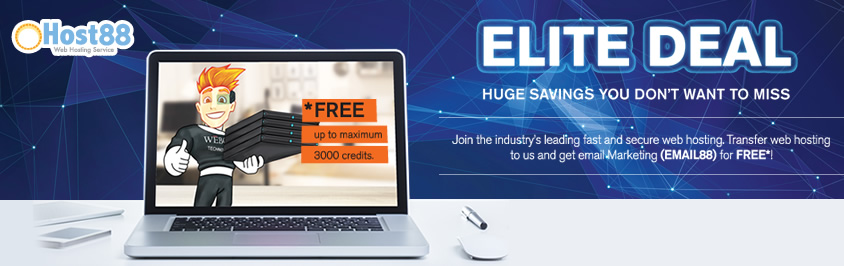 Host88
Web Hosting Service
ELITE DEAL
HUGE SAVINGS YOU DON'T WANT TO MISS
Join the industry's leading fast and secure web hosting. Transfer web hosting
to us and get email Marketing (EMAIL88) for FREE*!
*FREE
up to maximum
3000 credits.